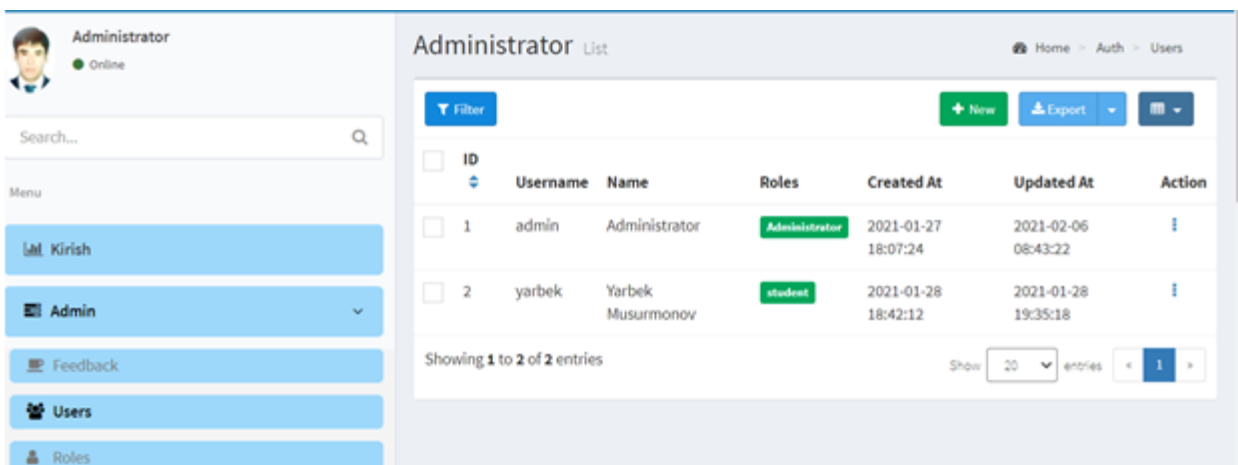 Administrator
Online
Search...
Menu
Kirish
Admin
Feedback
Users
Roles
Administrator List
Home > Auth > Users
Filter
New Export
ID
Username Name Roles Created At Updated At Action
1 admin Administrator Administrator 2021-01-27 2021-02-06
18:07:24 08:43:22
2 yarbek Yarbek student 2021-01-28 2021-01-28
Musurmonov 18:42:12 19:35:18
Showing 1 to 2 of 2 entries
Show 20 entries « 1 »